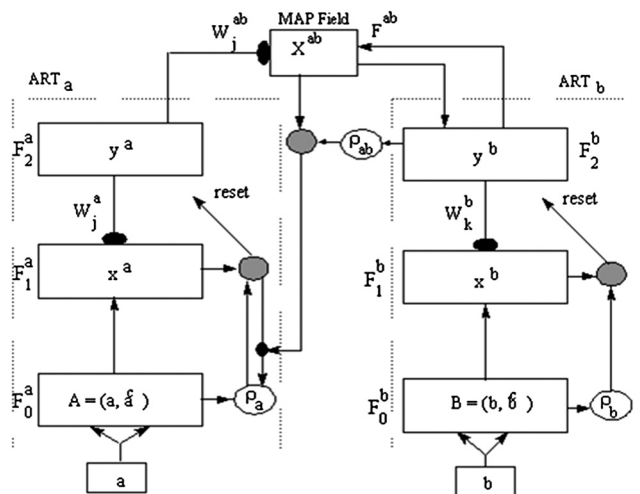 W_j^ab
MAP Field
F^ab
X^ab
ART_a
ART_b
F_2^a
y^a
ρ_ab
y^b
F_2^b
W_j^a
reset
W_k^b
reset
F_1^a
x^a
F_1^b
x^b
F_0^a
A = (a, a^c)
ρ_a
F_0^b
B = (b, b^c)
ρ_b
a
b